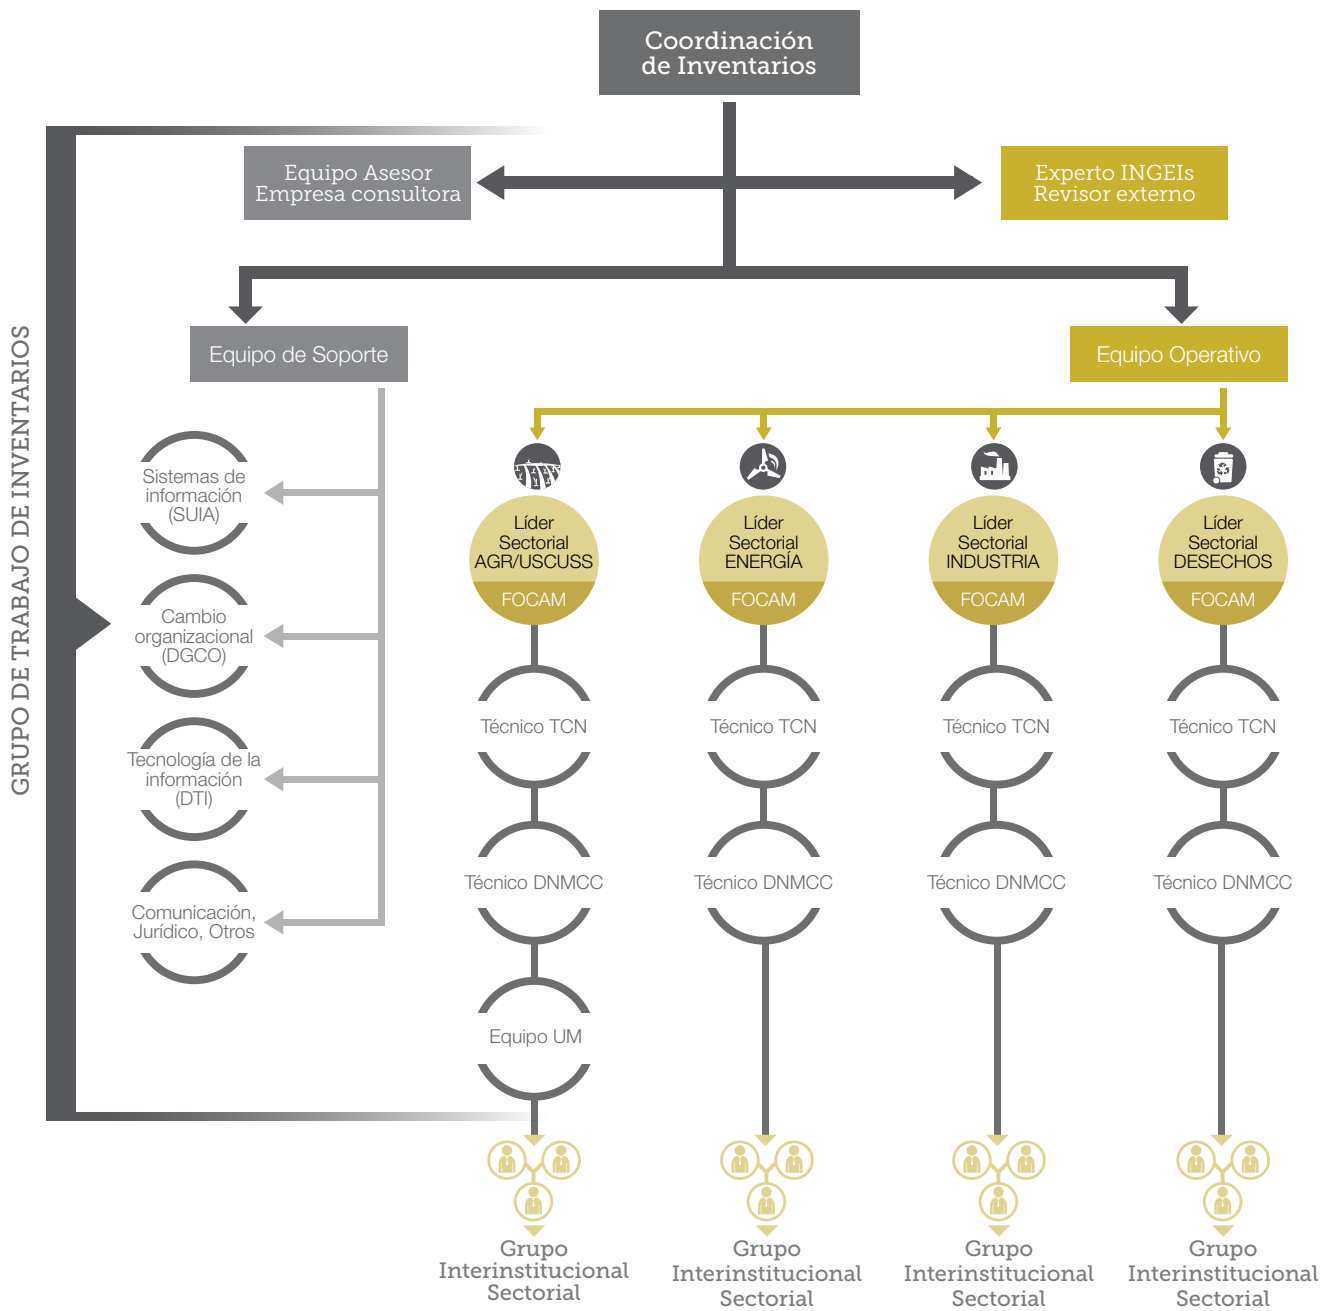 Coordinación
de Inventarios
Equipo Asesor
Empresa consultora
Experto INGEIs
Revisor externo
GRUPO DE TRABAJO DE INVENTARIOS
Equipo de Soporte
Equipo Operativo
Sistemas de
información
(SUIA)
Cambio
organizacional
(DGCO)
Tecnología de la
información
(DTI)
Comunicación,
Jurídico, Otros
Líder
Sectorial
AGR/USCUSS
FOCAM
Técnico TCN
Técnico DNMCC
Equipo UM
Grupo
Interinstitucional
Sectorial
Líder
Sectorial
ENERGÍA
FOCAM
Técnico TCN
Técnico DNMCC
Grupo
Interinstitucional
Sectorial
Líder
Sectorial
INDUSTRIA
FOCAM
Técnico TCN
Técnico DNMCC
Grupo
Interinstitucional
Sectorial
Líder
Sectorial
DESECHOS
FOCAM
Técnico TCN
Técnico DNMCC
Grupo
Interinstitucional
Sectorial